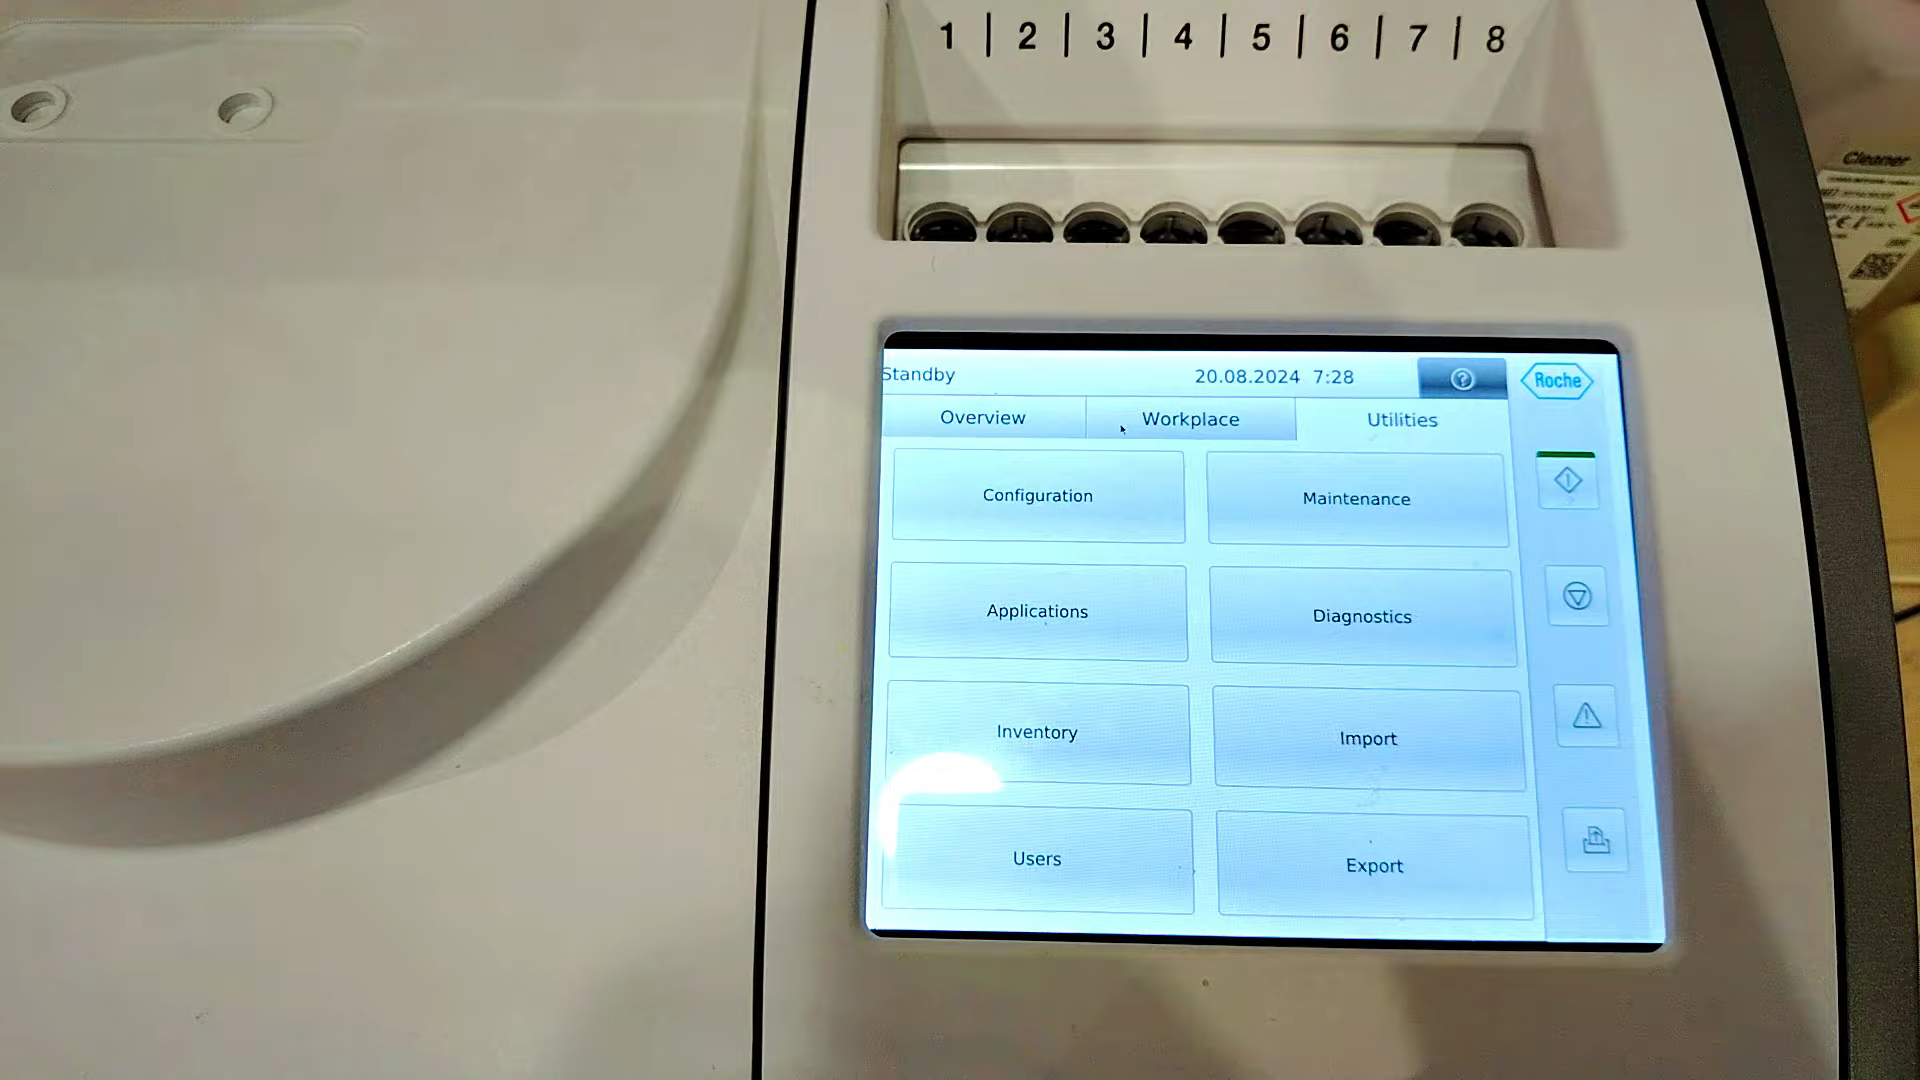 1 | 2 | 3 | 4 | 5 | 6 | 7 | 8
Cleaner
Standby 20.08.2024 7:28 Roche
Overview Workplace Utilities
Configuration Maintenance
Applications Diagnostics
Inventory Import
Users Export